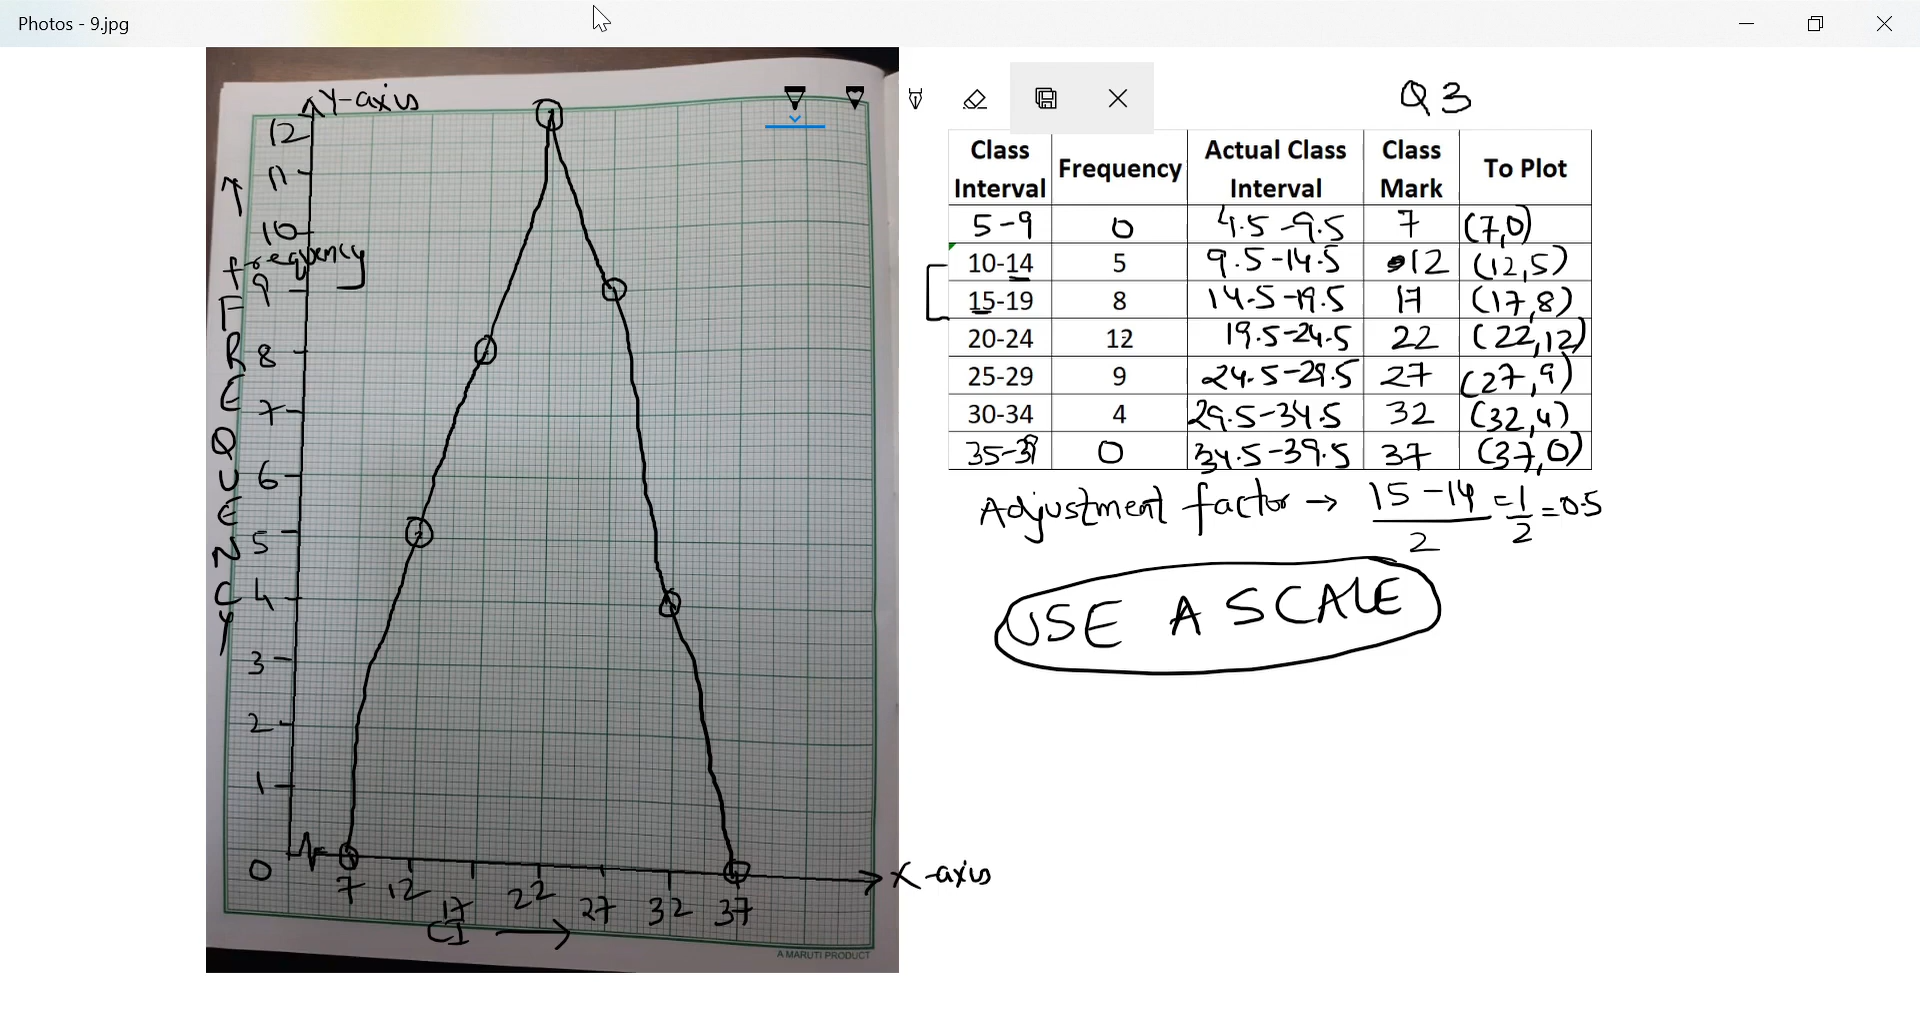 Photos - 9.jpg
Y-axis
12
11
10
frequency
9
8
7
6
5
4
3
2
1
0
FREQUENCY
7 12 17 22 27 32 37
X-axis
CI
A MARUTI PRODUCT
Q3
Class Interval Frequency Actual Class Interval Class Mark To Plot
5-9 0 4.5-9.5 7 (7,0)
10-14 5 9.5-14.5 12 (12,5)
15-19 8 14.5-19.5 17 (17,8)
20-24 12 19.5-24.5 22 (22,12)
25-29 9 24.5-29.5 27 (27,9)
30-34 4 29.5-34.5 32 (32,4)
35-39 0 34.5-39.5 37 (37,0)
Adjustment factor → 15-14/2 = 1/2 = 0.5
USE A SCALE